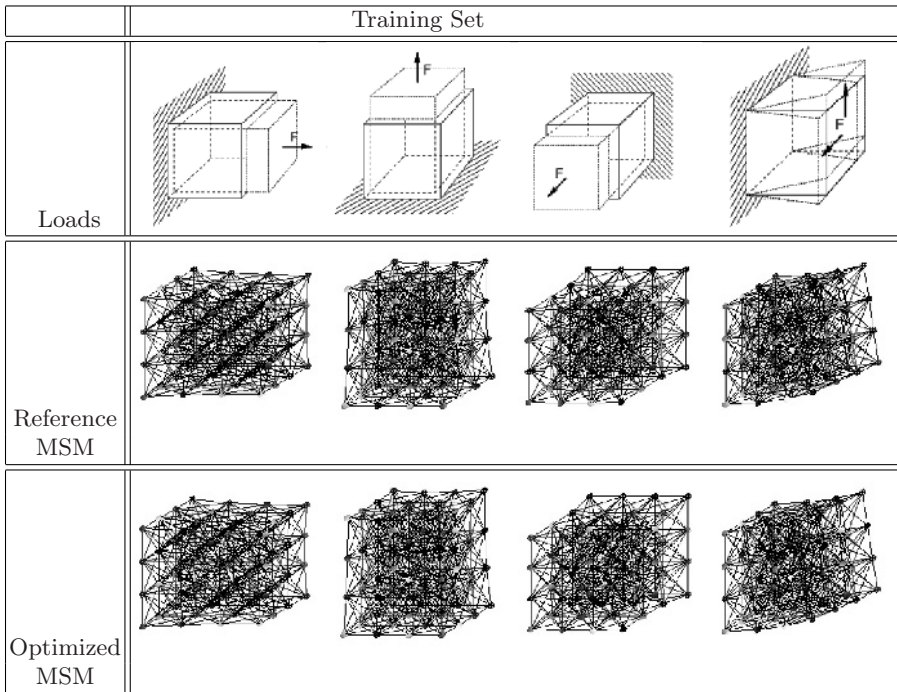 Training Set
F
F
F
F
Loads
Reference
MSM
Optimized
MSM